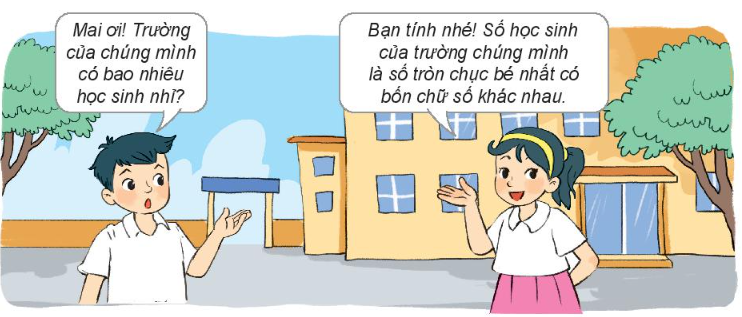 Mai ơi! Trường
của chúng mình
có bao nhiêu
học sinh nhỉ?
Bạn tính nhé! Số học sinh
của trường chúng mình
là số tròn chục bé nhất có
bốn chữ số khác nhau.